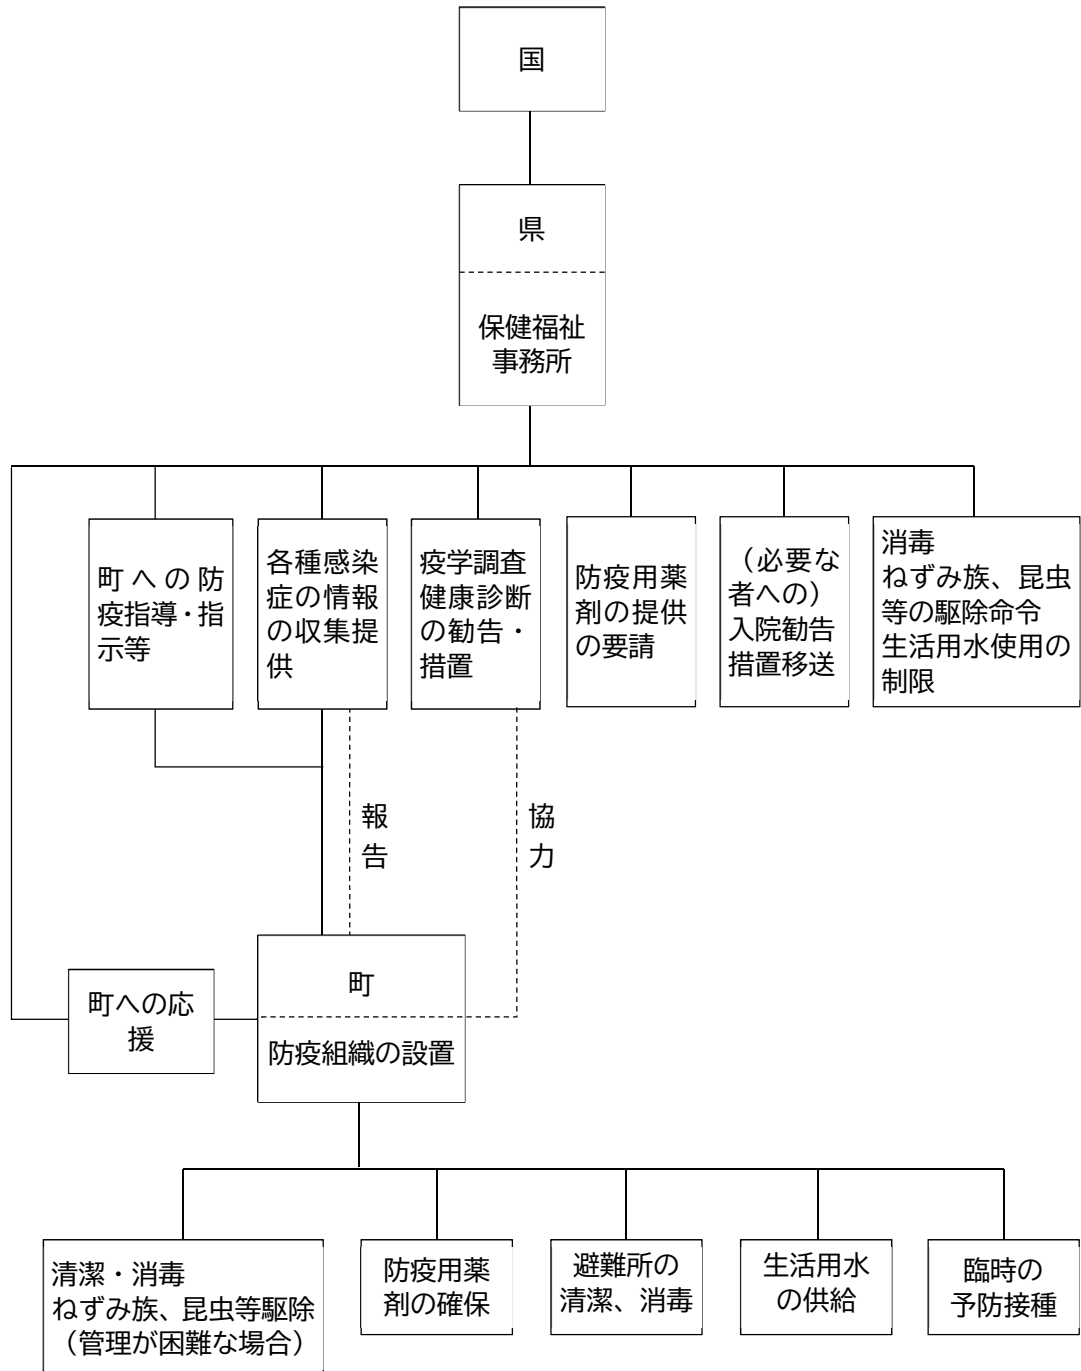 国
県
保健福祉
事務所
町への防
疫指導・指
示等
各種感染
症の情報
の収集提
供
疫学調査
健康診断
の勧告・
措置
防疫用薬
剤の提供
の要請
（必要な
者への）
入院勧告
措置移送
消毒
ねずみ族、昆虫
等の駆除命令
生活用水使用の
制限
報
告
協
力
町への応
援
町
防疫組織の設置
清潔・消毒
ねずみ族、昆虫等駆除
（管理が困難な場合）
防疫用薬
剤の確保
避難所の
清潔、消毒
生活用水
の供給
臨時の
予防接種